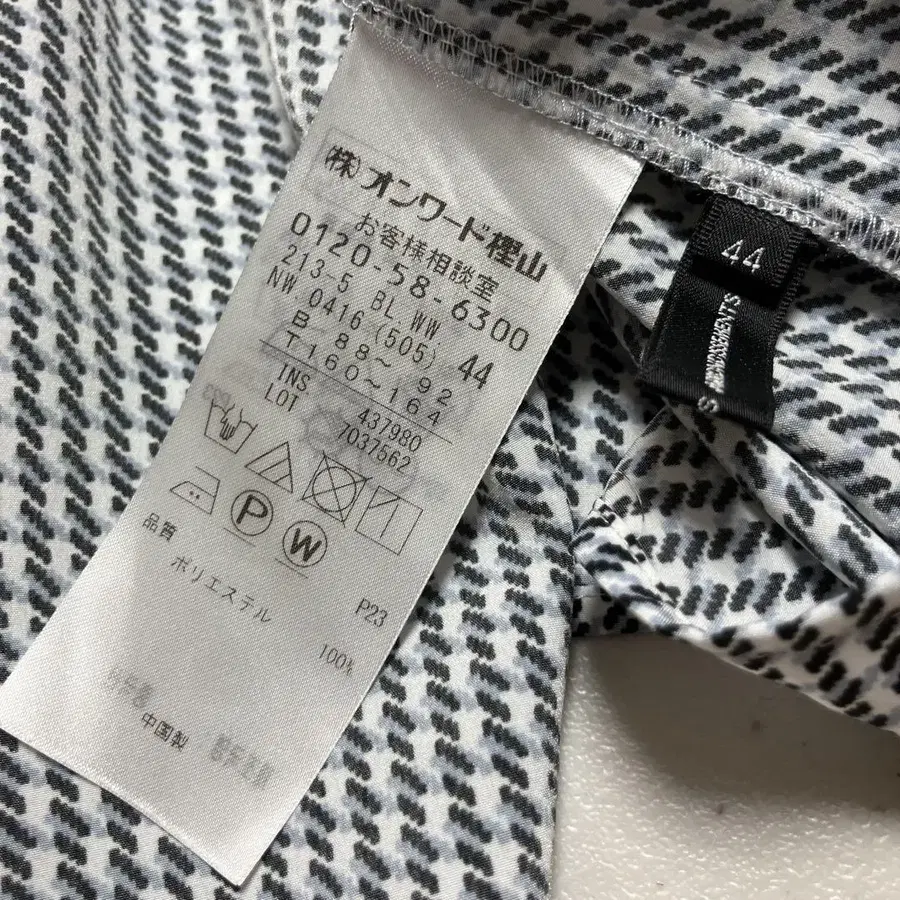 (株)オンワード樫山
お客様相談室
0120-58-6300
213-5 BL WW
NW.0416(505) 44
B 88~ 92
T160~164
INS 437980
LOT 7037562
P W
品質 P23
ポリエステル 100%
中国製
44